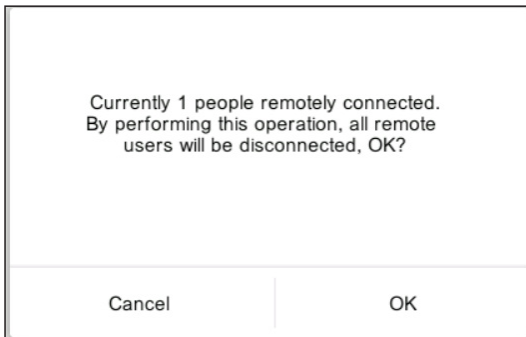 Currently 1 people remotely connected.
By performing this operation, all remote
users will be disconnected, OK?
Cancel
OK